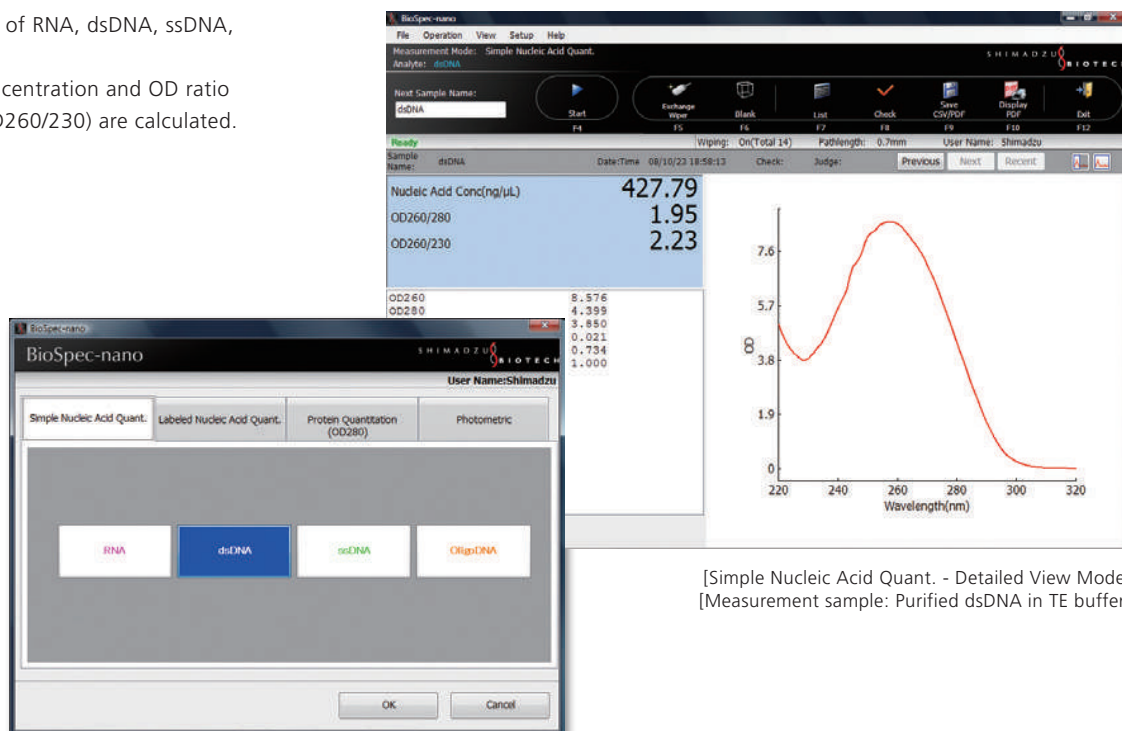 of RNA, dsDNA, ssDNA,
centration and OD ratio
D260/230) are calculated.
BioSpec-nano
File Operation View Setup Help
Measurement Mode: Simple Nucleic Acid Quant.
Analyte: dsDNA
SHIMADZU
BIOTEC
Next Sample Name:
dsDNA
Start
F4
Exchange Wiper
F5
Blank
F6
List
F7
Check
F8
Save CSV/PDF
F9
Display PDF
F10
Exit
F12
Ready
Wiping: On(Total 14) Pathlength: 0.7mm User Name: Shimadzu
Sample Name: dsDNA Date:Time 08/10/23 18:58:13 Check: Judge: Previous Next Recent
Nucleic Acid Conc(ng/µL) 427.79
OD260/280 1.95
OD260/230 2.23
OD260 8.576
OD280 4.399
3.850
0.021
0.734
1.000
OD
7.6
5.7
3.8
1.9
0
220 240 260 280 300 320
Wavelength(nm)
BioSpec-nano
BioSpec-nano
SHIMADZU
BIOTECH
User Name:Shimadzu
Simple Nucleic Acid Quant. Labeled Nucleic Acid Quant. Protein Quantitation (OD280) Photometric
RNA dsDNA ssDNA OligoDNA
OK Cancel
[Simple Nucleic Acid Quant. - Detailed View Mode
[Measurement sample: Purified dsDNA in TE buffer